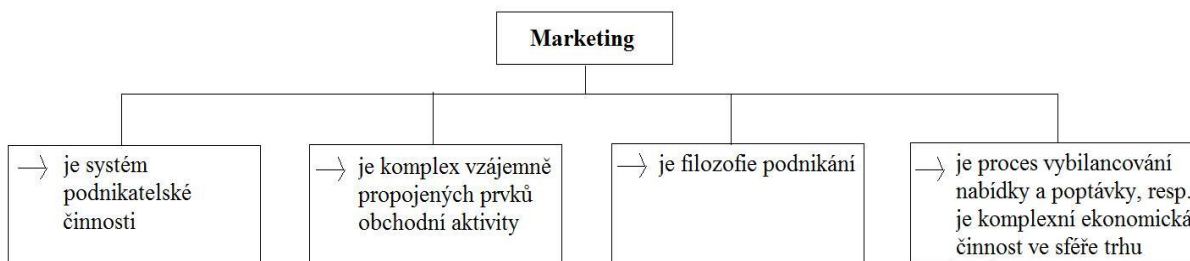 Marketing
je systém
podnikatelské
činnosti
je komplex vzájemně
propojených prvků
obchodní aktivity
je filozofie podnikání
je proces vybilancování
nabídky a poptávky, resp.
je komplexní ekonomická
činnost ve sféře trhu